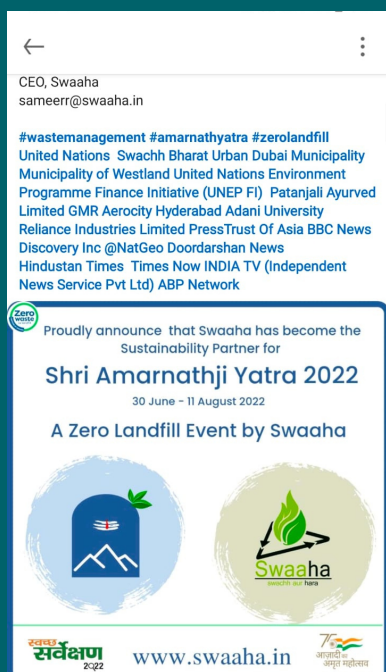 CEO, Swaaha
sameerr@swaaha.in
#wastemanagement #amarnathyatra #zerolandfill
United Nations Swachh Bharat Urban Dubai Municipality
Municipality of Westland United Nations Environment
Programme Finance Initiative (UNEP FI) Patanjali Ayurved
Limited GMR Aerocity Hyderabad Adani University
Reliance Industries Limited PressTrust Of Asia BBC News
Discovery Inc @NatGeo Doordarshan News
Hindustan Times Times Now INDIA TV (Independent
News Service Pvt Ltd) ABP Network
Zero
waste
Proudly announce that Swaaha has become the
Sustainability Partner for
Shri Amarnathji Yatra 2022
30 June - 11 August 2022
A Zero Landfill Event by Swaaha
Swaaha
swachh aur hara
स्वच्छ
सर्वेक्षण
2022
www.swaaha.in
75
आज़ादी का
अमृत महोत्सव